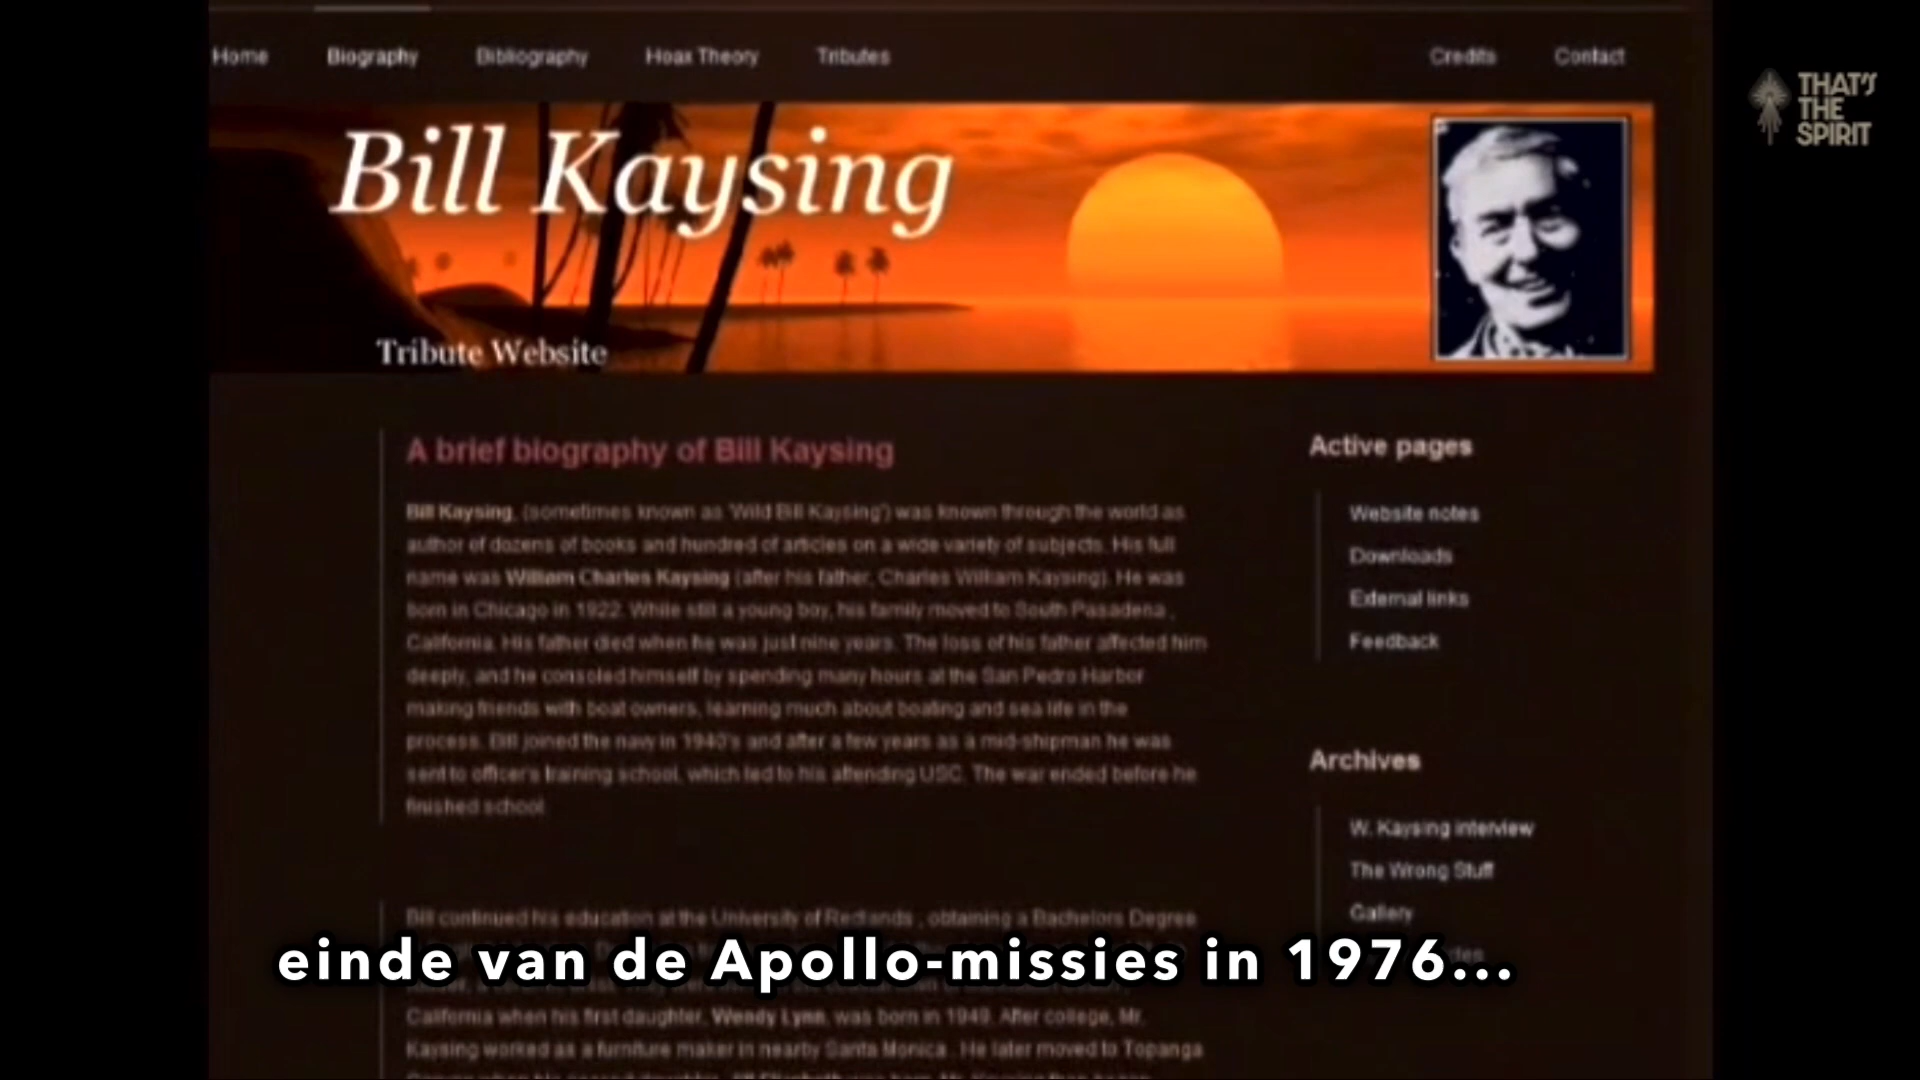 Home Biography Bibliography Hoax Theory Tributes Credits Contact
THAT'S
THE
SPIRIT
Bill Kaysing
Tribute Website
A brief biography of Bill Kaysing
Bill Kaysing, (sometimes known as 'Wild Bill Kaysing') was known through the world as
author of dozens of books and hundred of articles on a wide variety of subjects. His full
name was William Charles Kaysing (after his father, Charles William Kaysing). He was
born in Chicago in 1922. While still a young boy, his family moved to South Pasadena ,
California. His father died when he was just nine years. The loss of his father affected him
deeply, and he consoled himself by spending many hours at the San Pedro Harbor
making friends with boat owners, learning much about boating and sea life in the
process. Bill joined the navy in 1940's and after a few years as a mid-shipman he was
sent to officer's training school, which led to his attending USC. The war ended before he
finished school.
Bill continued his education at the University of Redlands , obtaining a Bachelors Degree
California when his first daughter, Wendy Lynn, was born in 1949. After college, Mr.
Kaysing worked as a furniture maker in nearby Santa Monica . He later moved to Topanga
Active pages
Website notes
Downloads
External links
Feedback
Archives
W. Kaysing interview
The Wrong Stuff
Gallery
einde van de Apollo-missies in 1976...